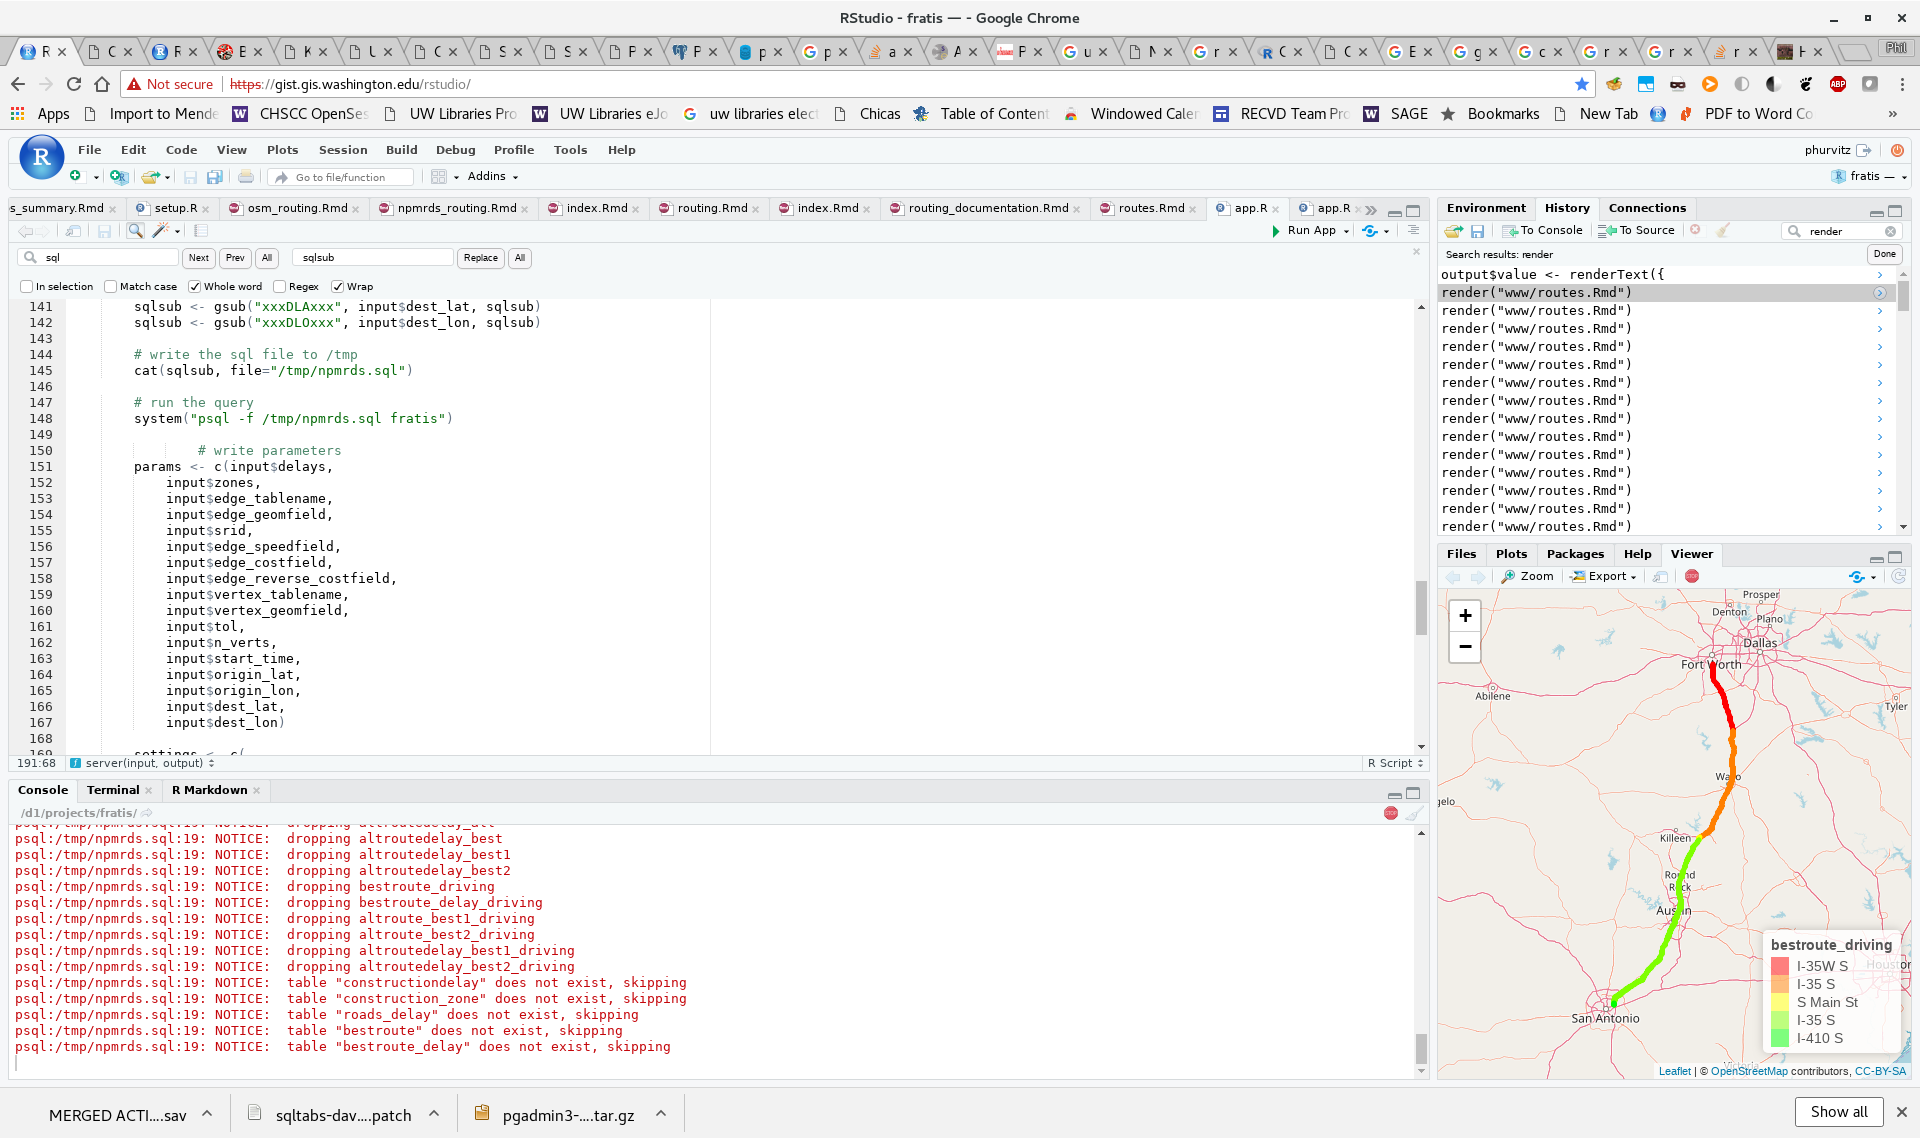 RStudio - fratis — - Google Chrome
Phil
Not secure https://gist.gis.washington.edu/rstudio/
Apps Import to Mende CHSCC OpenSes UW Libraries Pro UW Libraries eJo uw libraries elect Chicas Table of Content Windowed Caler RECVD Team Pro SAGE Bookmarks New Tab PDF to Word Co »
File Edit Code View Plots Session Build Debug Profile Tools Help phurvitz
Go to file/function Addins fratis —
s_summary.Rmd setup.R osm_routing.Rmd npmrds_routing.Rmd index.Rmd routing.Rmd index.Rmd routing_documentation.Rmd routes.Rmd app.R app.R
Run App
sql Next Prev All sqlsub Replace All
In selection Match case Whole word Regex Wrap
141 sqlsub <- gsub("xxxDLAxxx", input$dest_lat, sqlsub)
142 sqlsub <- gsub("xxxDLOxxx", input$dest_lon, sqlsub)
143
144 # write the sql file to /tmp
145 cat(sqlsub, file="/tmp/npmrds.sql")
146
147 # run the query
148 system("psql -f /tmp/npmrds.sql fratis")
149
150 # write parameters
151 params <- c(input$delays,
152 input$zones,
153 input$edge_tablename,
154 input$edge_geomfield,
155 input$srid,
156 input$edge_speedfield,
157 input$edge_costfield,
158 input$edge_reverse_costfield,
159 input$vertex_tablename,
160 input$vertex_geomfield,
161 input$tol,
162 input$n_verts,
163 input$start_time,
164 input$origin_lat,
165 input$origin_lon,
166 input$dest_lat,
167 input$dest_lon)
168
169 settings <- c(
191:68 server(input, output) R Script
Console Terminal R Markdown
/d1/projects/fratis/
psql:/tmp/npmrds.sql:19: NOTICE: dropping altroutedelay_all
psql:/tmp/npmrds.sql:19: NOTICE: dropping altroutedelay_best
psql:/tmp/npmrds.sql:19: NOTICE: dropping altroutedelay_best1
psql:/tmp/npmrds.sql:19: NOTICE: dropping altroutedelay_best2
psql:/tmp/npmrds.sql:19: NOTICE: dropping bestroute_driving
psql:/tmp/npmrds.sql:19: NOTICE: dropping bestroute_delay_driving
psql:/tmp/npmrds.sql:19: NOTICE: dropping altroute_best1_driving
psql:/tmp/npmrds.sql:19: NOTICE: dropping altroute_best2_driving
psql:/tmp/npmrds.sql:19: NOTICE: dropping altroutedelay_best1_driving
psql:/tmp/npmrds.sql:19: NOTICE: dropping altroutedelay_best2_driving
psql:/tmp/npmrds.sql:19: NOTICE: table "constructiondelay" does not exist, skipping
psql:/tmp/npmrds.sql:19: NOTICE: table "construction_zone" does not exist, skipping
psql:/tmp/npmrds.sql:19: NOTICE: table "roads_delay" does not exist, skipping
psql:/tmp/npmrds.sql:19: NOTICE: table "bestroute" does not exist, skipping
psql:/tmp/npmrds.sql:19: NOTICE: table "bestroute_delay" does not exist, skipping
Environment History Connections
To Console To Source render
Search results: render Done
output$value <- renderText({
render("www/routes.Rmd")
render("www/routes.Rmd")
render("www/routes.Rmd")
render("www/routes.Rmd")
render("www/routes.Rmd")
render("www/routes.Rmd")
render("www/routes.Rmd")
render("www/routes.Rmd")
render("www/routes.Rmd")
render("www/routes.Rmd")
render("www/routes.Rmd")
render("www/routes.Rmd")
render("www/routes.Rmd")
render("www/routes.Rmd")
Files Plots Packages Help Viewer
Zoom Export
+
−
Prosper
Denton
Plano
Dallas
Fort Worth
Abilene
Tyler
Waco
gelo
Killeen
Round
Rock
Austin
San Antonio
Houston
Victoria
bestroute_driving
I-35W S
I-35 S
S Main St
I-35 S
I-410 S
Leaflet | © OpenStreetMap contributors, CC-BY-SA
MERGED ACTI....sav sqltabs-dav....patch pgadmin3-....tar.gz Show all